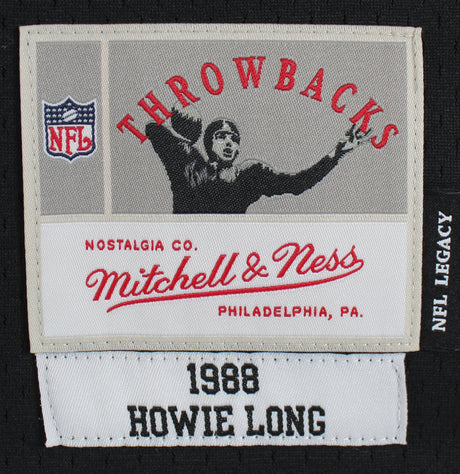 THROWBACKS
NFL
NOSTALGIA CO.
Mitchell & Ness
PHILADELPHIA, PA.
NFL LEGACY
1988
HOWIE LONG